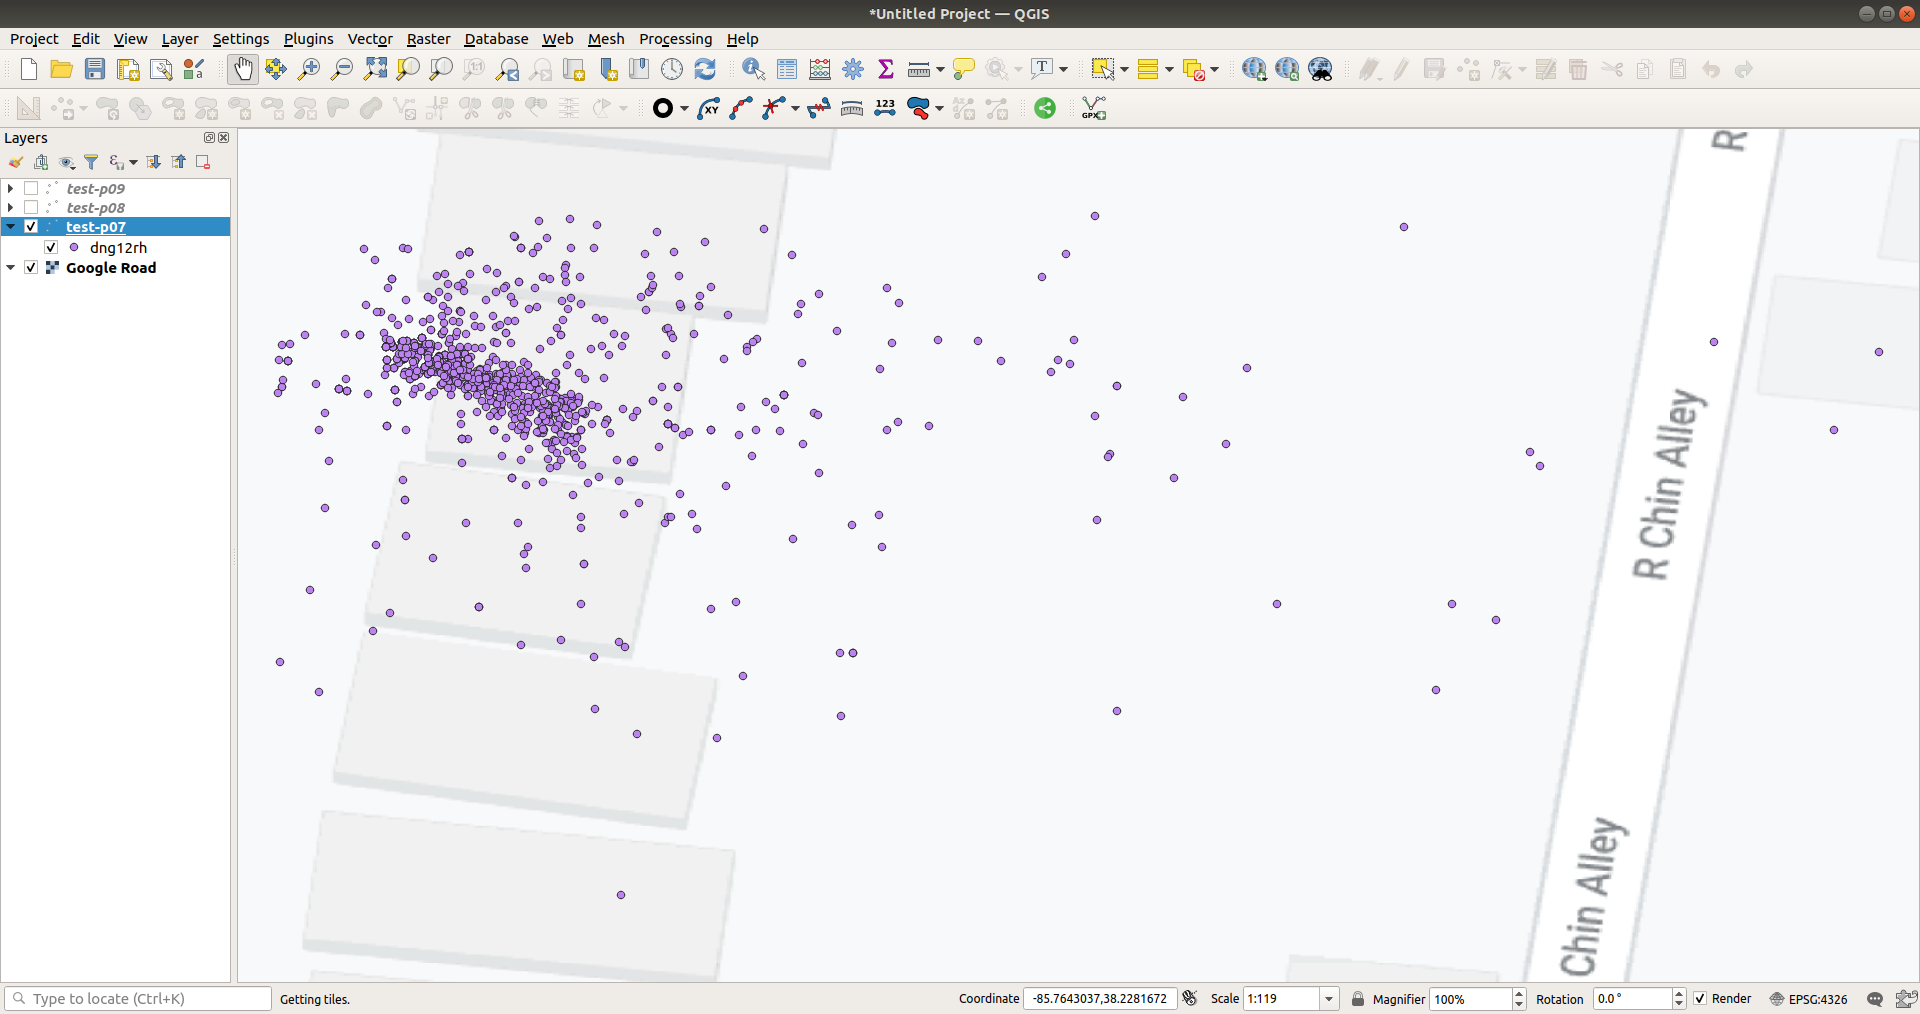 *Untitled Project — QGIS
Project Edit View Layer Settings Plugins Vector Raster Database Web Mesh Processing Help
Layers
test-p09
test-p08
test-p07
dng12rh
Google Road
R
R Chin Alley
Chin Alley
Type to locate (Ctrl+K)
Getting tiles.
Coordinate -85.7643037,38.2281672 Scale 1:119 Magnifier 100% Rotation 0.0 ° Render EPSG:4326